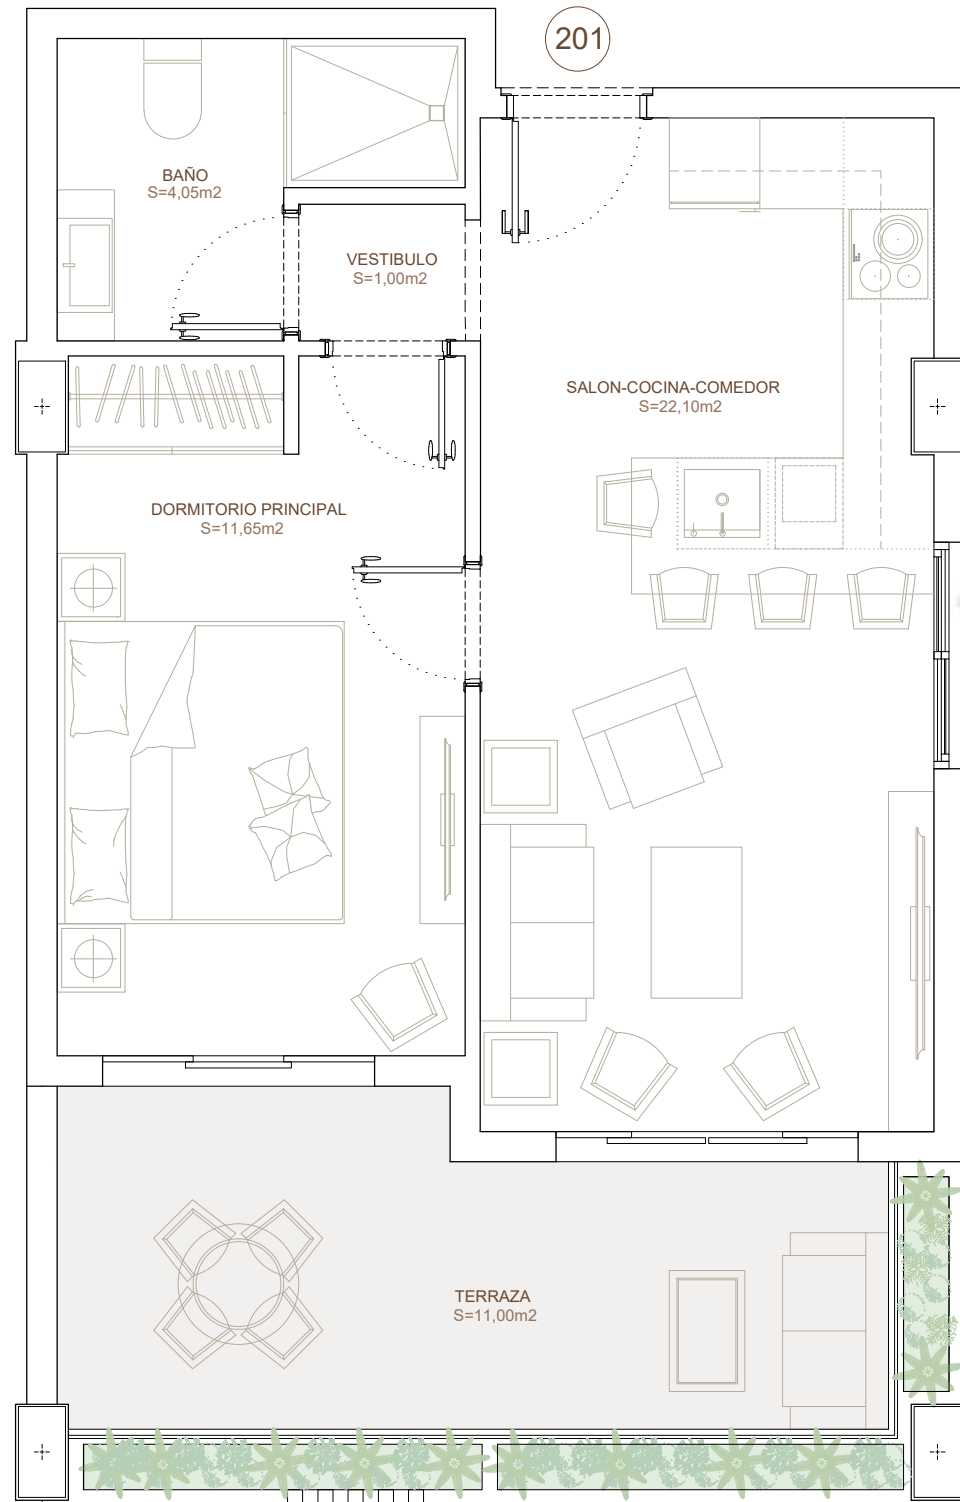 201
BAÑO
S=4,05m2
VESTIBULO
S=1,00m2
SALON-COCINA-COMEDOR
S=22,10m2
DORMITORIO PRINCIPAL
S=11,65m2
TERRAZA
S=11,00m2